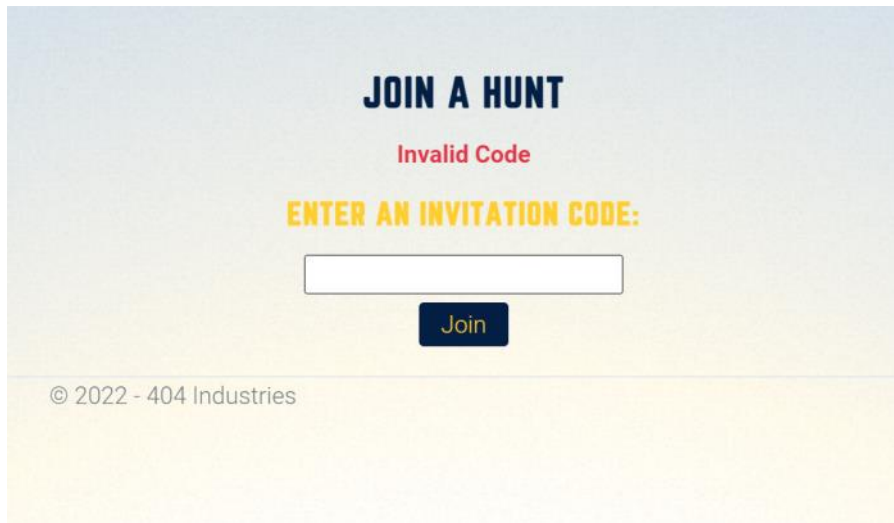 JOIN A HUNT
Invalid Code
ENTER AN INVITATION CODE:
Join
© 2022 - 404 Industries